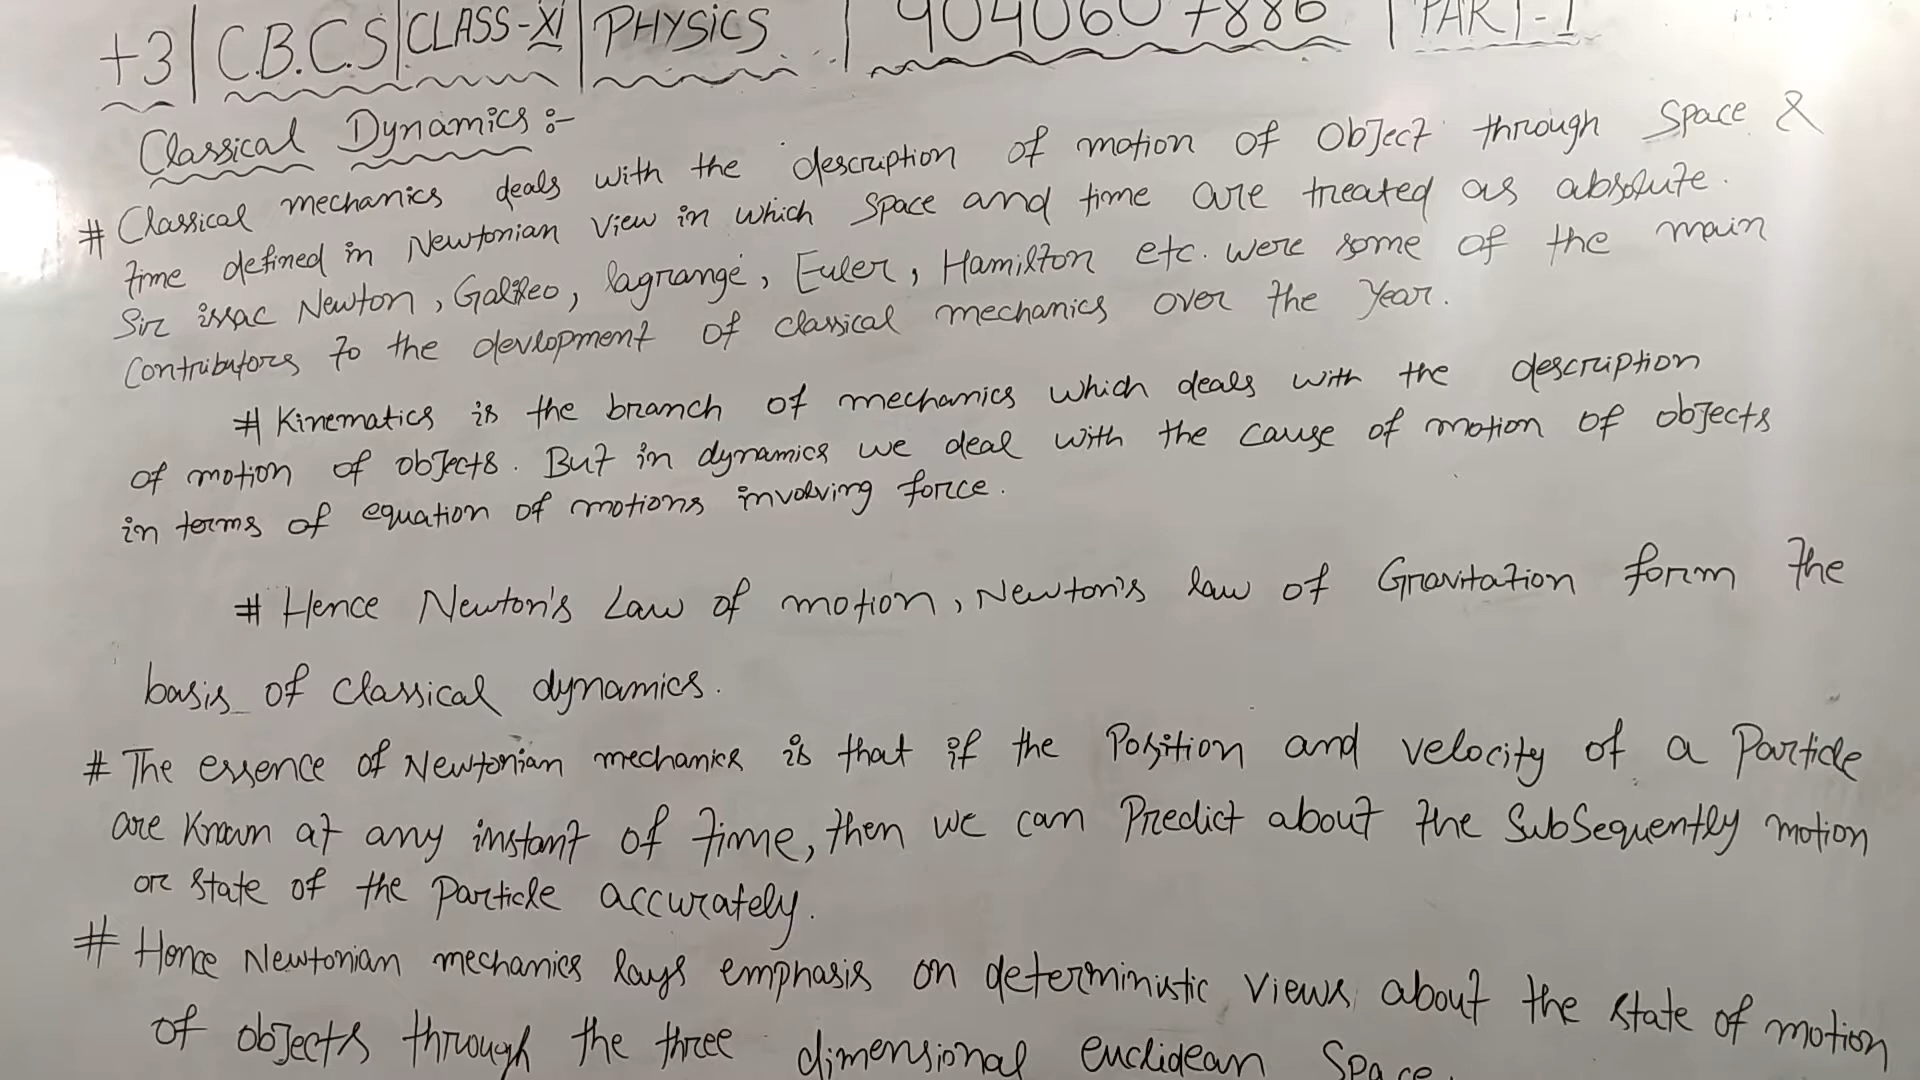 +3 | C.B.C.S | CLASS-XI | PHYSICS | 9040607886 | PART-I
Classical Dynamics :-
# Classical mechanics deals with the description of motion of Object through Space &
time defined in Newtonian view in which space and time are treated as absolute.
Sir issac Newton, Galileo, lagrange, Euler, Hamilton etc. were some of the main
Contributors to the devlopment of classical mechanics over the year.
# Kinematics is the branch of mechanics which deals with the description
of motion of objects. But in dynamics we deal with the cause of motion of objects
in terms of equation of motions involving force.
# Hence Newton's Law of motion, Newton's law of Gravitation form the
basis of classical dynamics.
# The essence of Newtonian mechanics is that if the Position and velocity of a Particle
are known at any instant of time, then we can Predict about the SubSequently motion
or state of the Particle accurately.
# Hence Newtonian mechanics lays emphasis on deterministic views about the state of motion
of objects through the three dimensional euclidean Space.